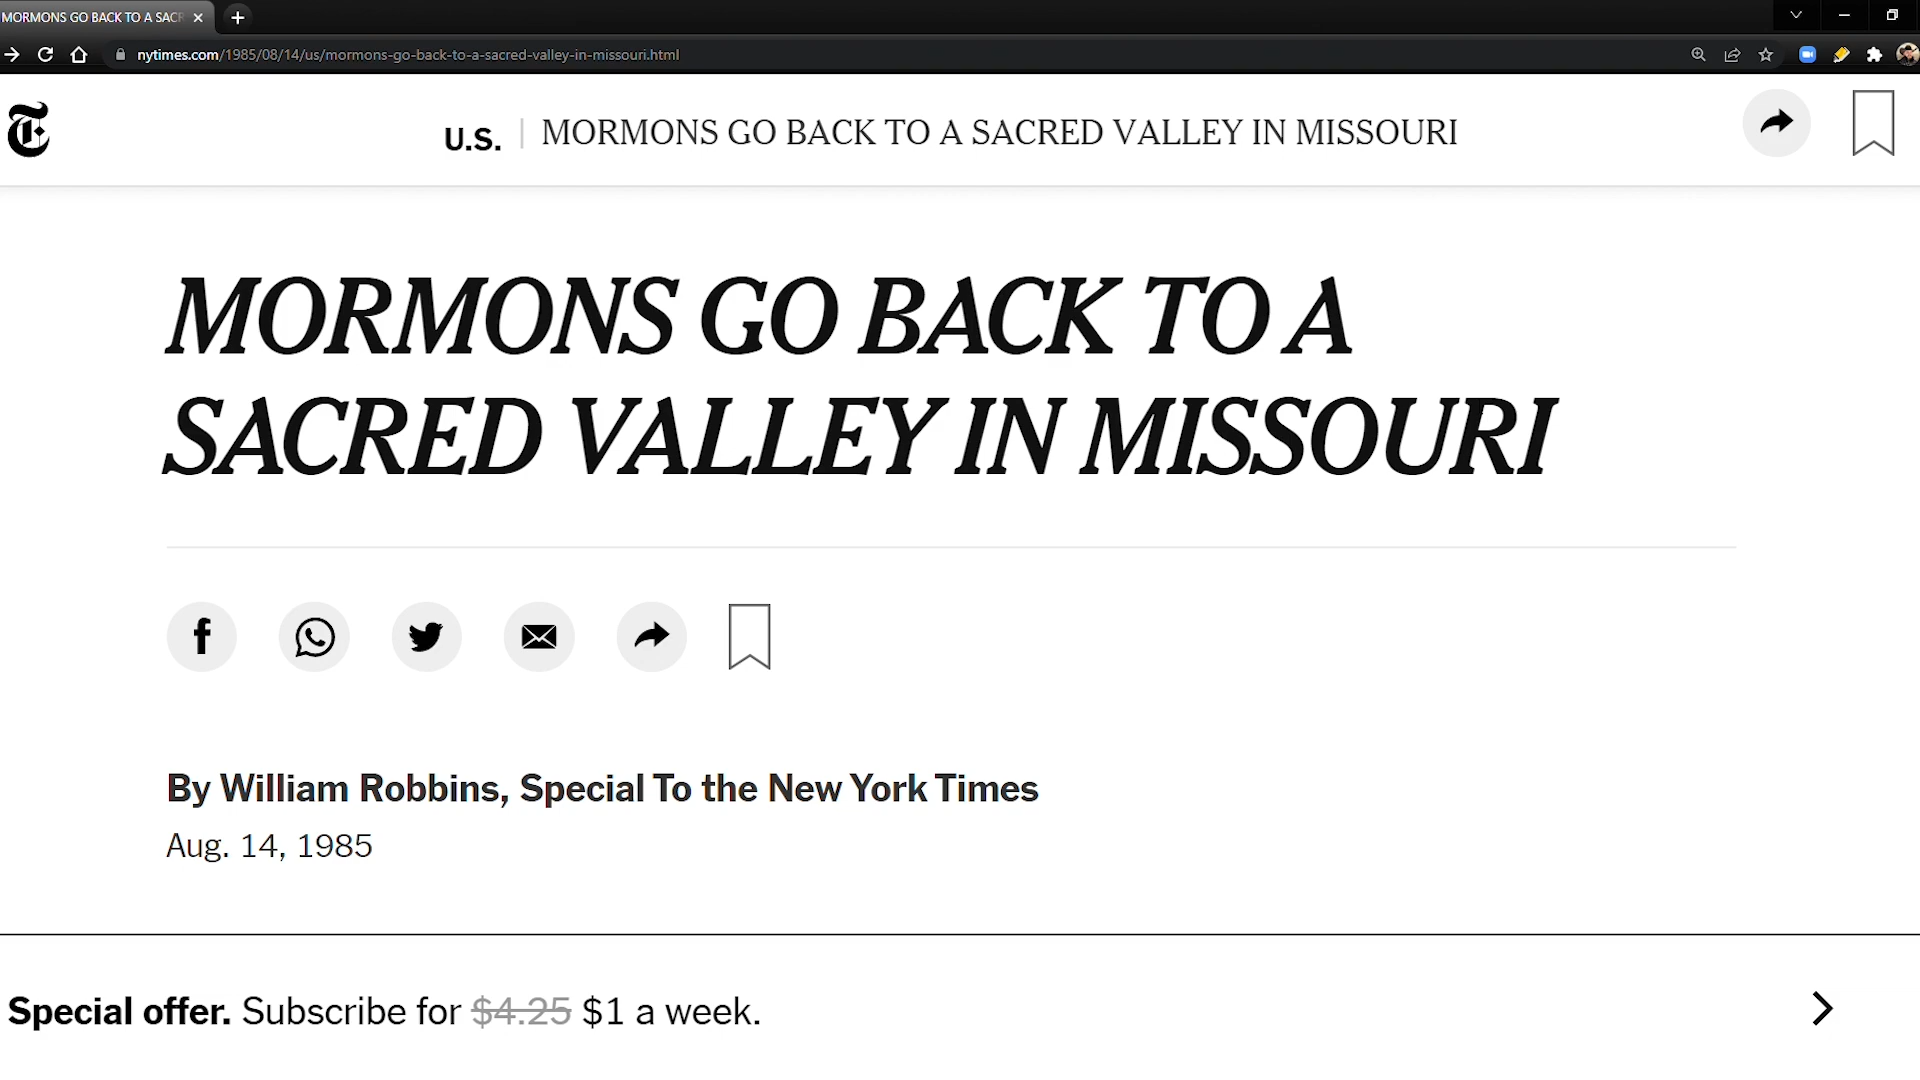 MORMONS GO BACK TO A SACR
nytimes.com/1985/08/14/us/mormons-go-back-to-a-sacred-valley-in-missouri.html
U.S. | MORMONS GO BACK TO A SACRED VALLEY IN MISSOURI
MORMONS GO BACK TO A
SACRED VALLEY IN MISSOURI
By William Robbins, Special To the New York Times
Aug. 14, 1985
Special offer. Subscribe for $4.25 $1 a week.